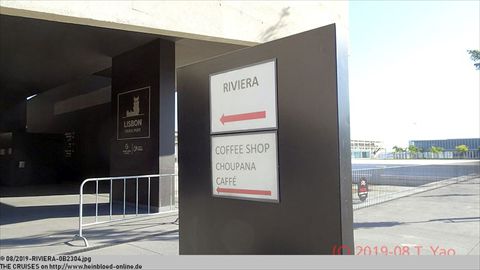 RIVIERA
COFFEE SHOP
CHOUPANA
CAFFÉ
LISBON
(C) 2019-08 T. Yao
© 08/2019-RIVIERA-0B2304.jpg
THE CRUISES on http://www.heinbloed-online.de